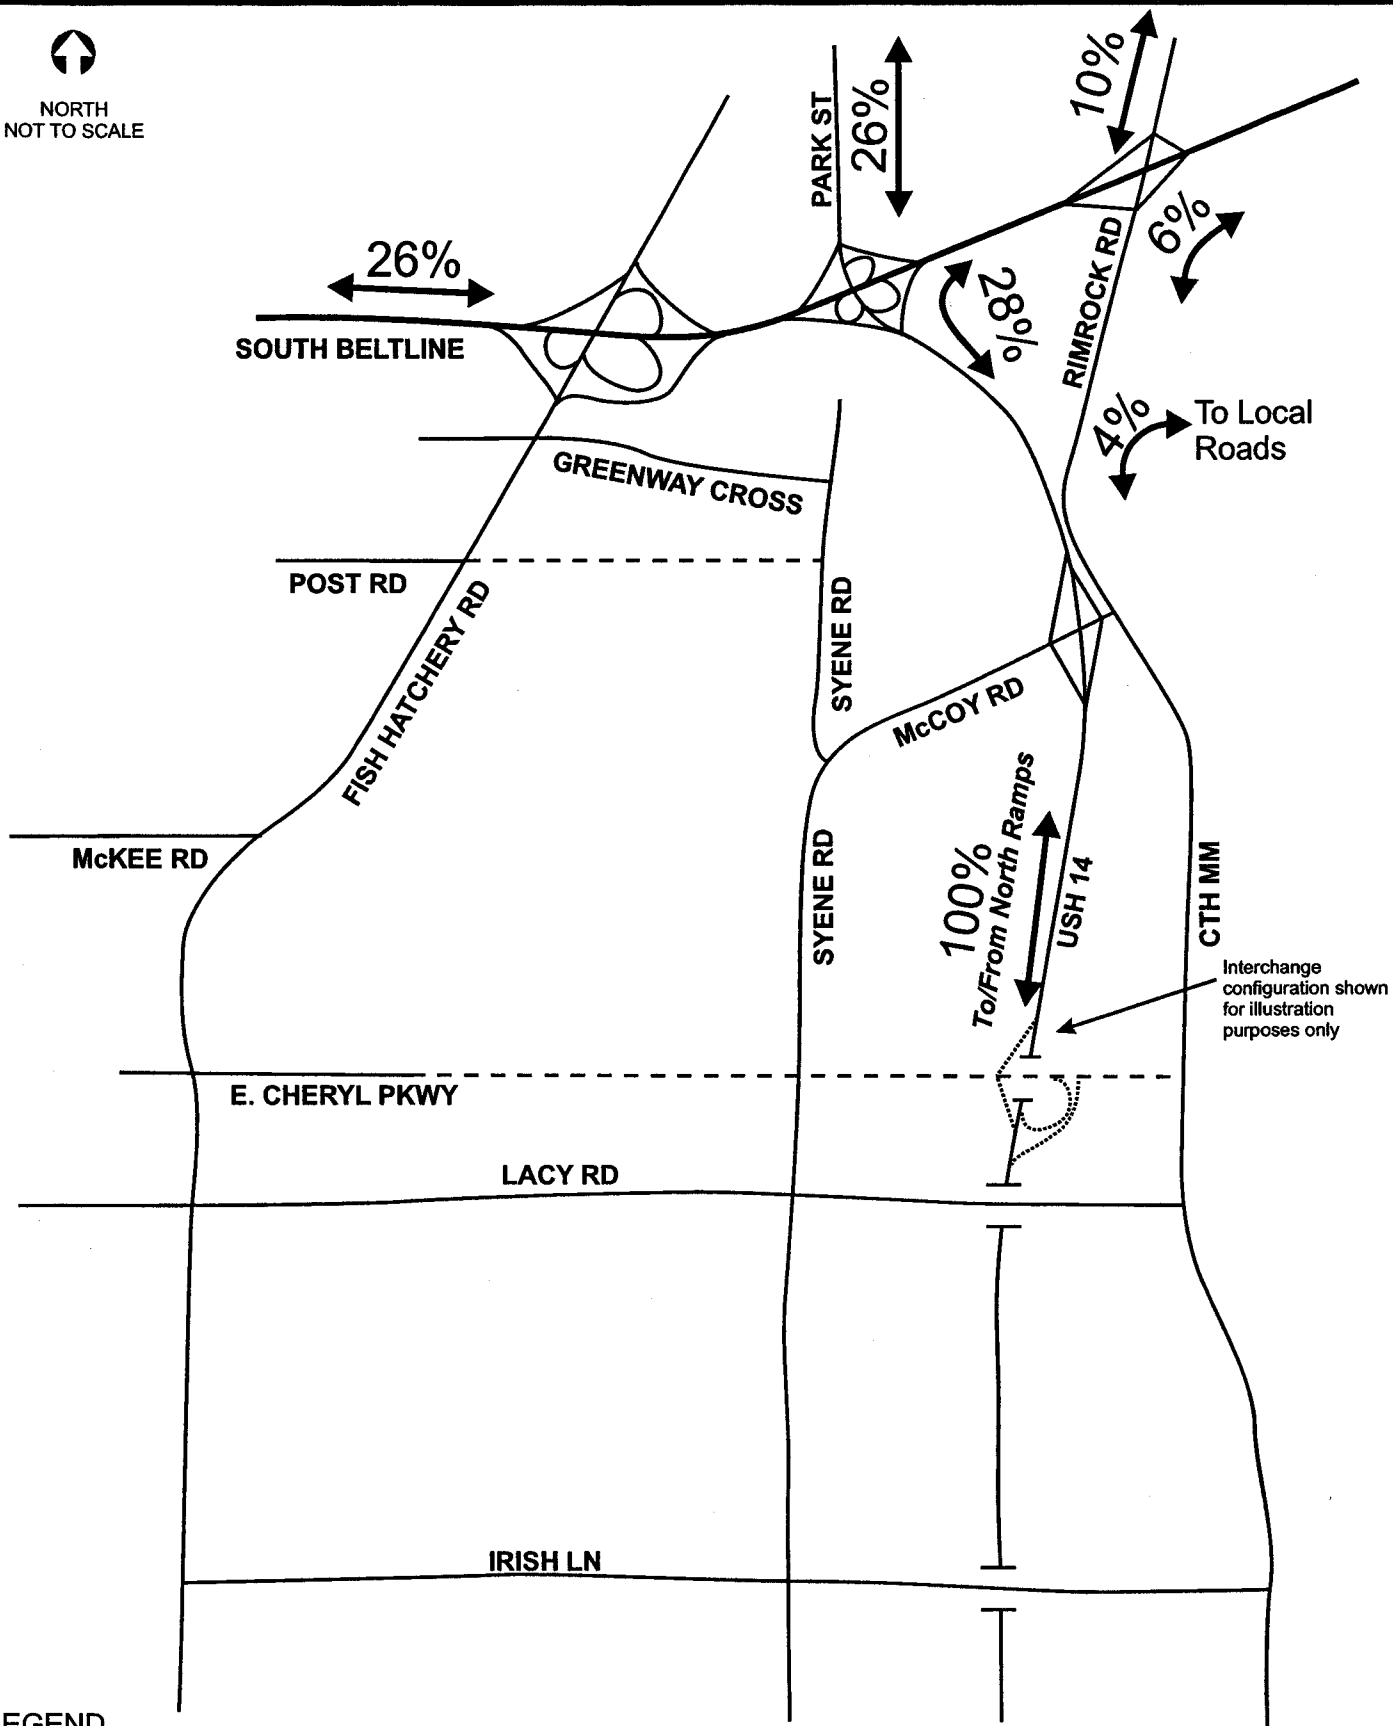 NORTH
NOT TO SCALE
10%
PARK ST
26%
6%
26%
RIMROCK RD
28%
SOUTH BELTLINE
4%
To Local
Roads
GREENWAY CROSS
POST RD
FISH HATCHERY RD
SYENE RD
McCOY RD
McKEE RD
SYENE RD
100%
To/From North Ramps
USH 14
CTH MM
Interchange
configuration shown
for illustration
purposes only
E. CHERYL PKWY
LACY RD
IRISH LN
EGEND